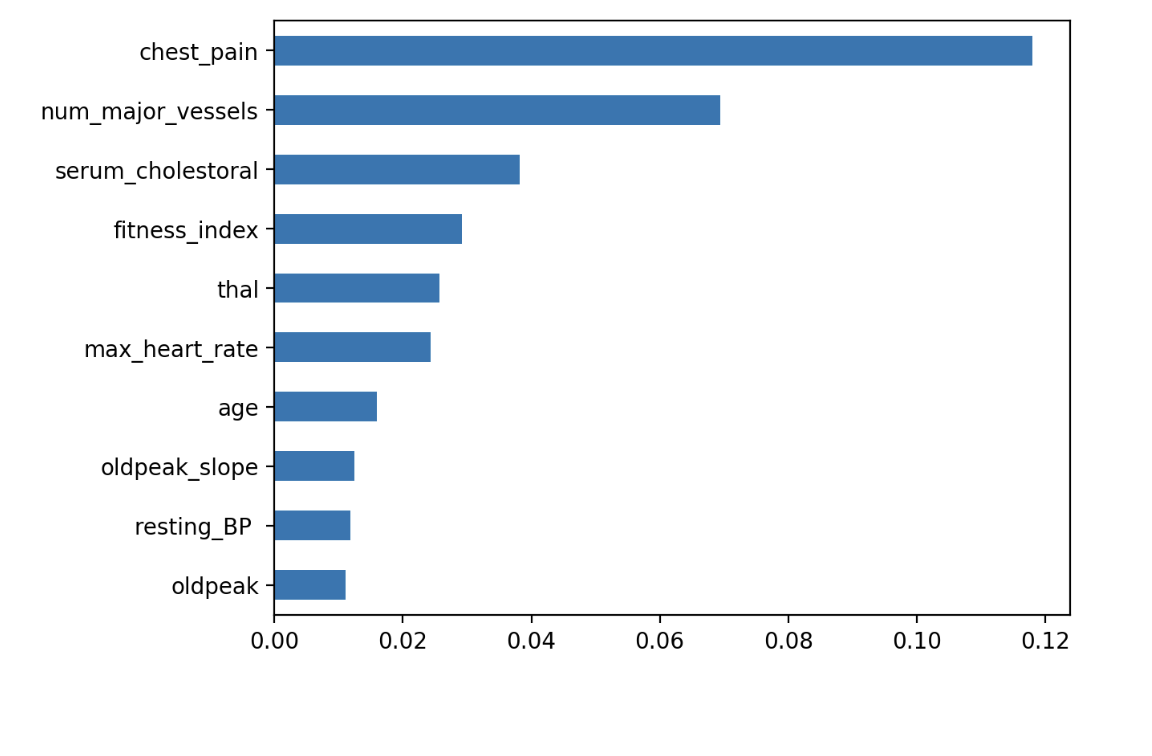 chest_pain
num_major_vessels
serum_cholestoral
fitness_index
thal
max_heart_rate
age
oldpeak_slope
resting_BP
oldpeak
0.00 0.02 0.04 0.06 0.08 0.10 0.12